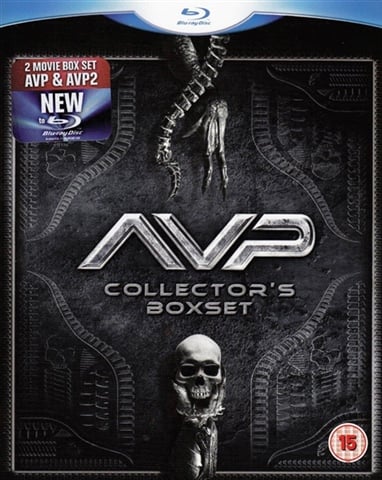 Blu-ray Disc
2 MOVIE BOX SET
AVP & AVP2
NEW
to
Blu-ray Disc
AVP
COLLECTOR'S
BOXSET
15